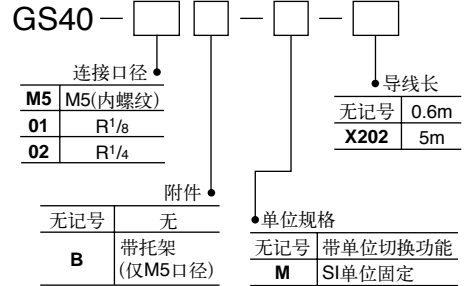 GS40-□□-□-□
连接口径
M5 M5(内螺纹)
01 R1/8
02 R1/4
导线长
无记号 0.6m
X202 5m
附件
无记号 无
B 带托架
(仅M5口径)
单位规格
无记号 带单位切换功能
M SI单位固定